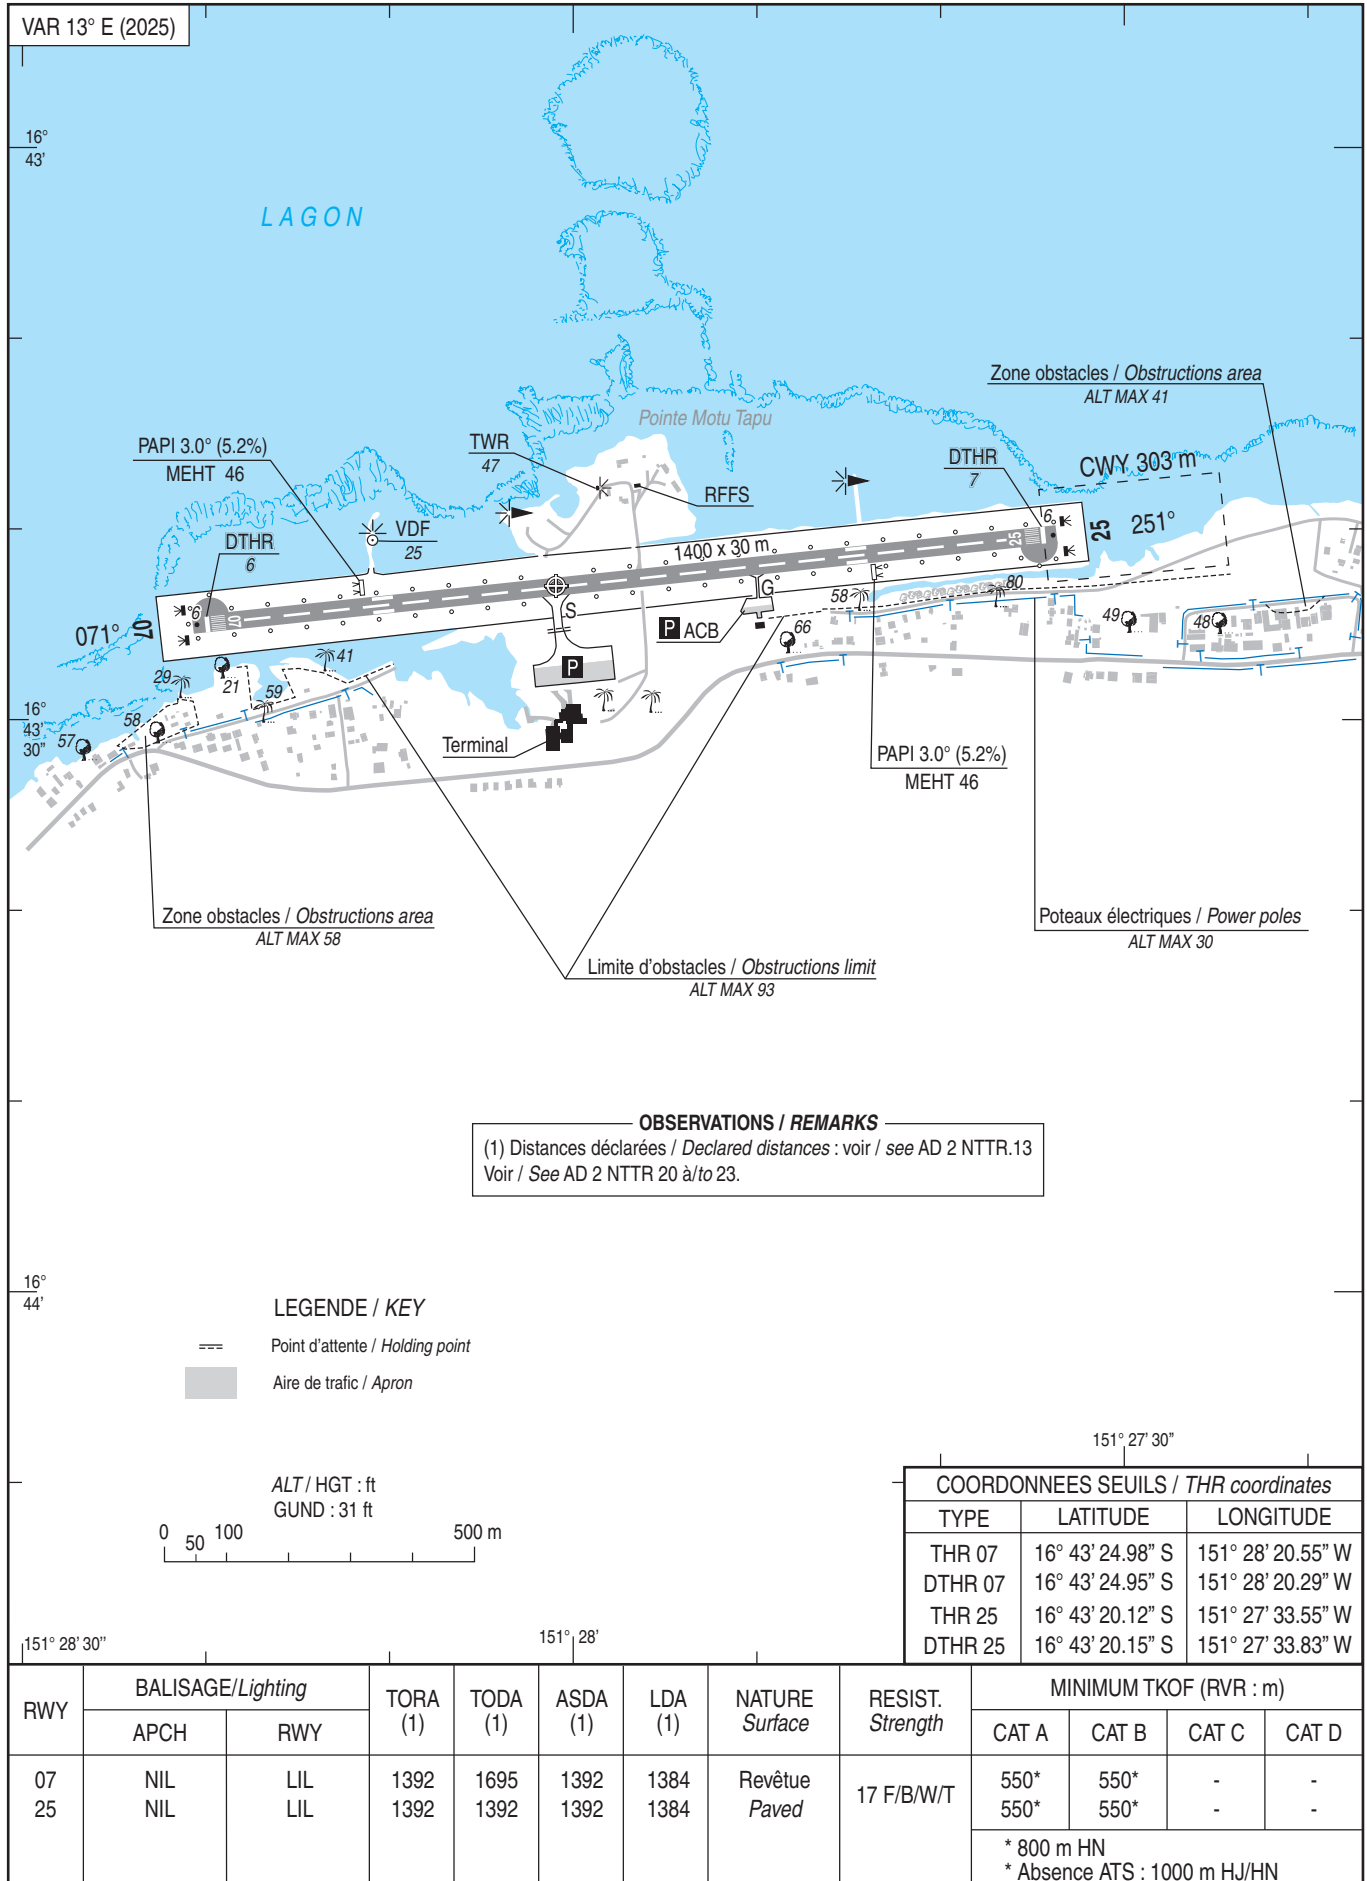 VAR 13° E (2025)
16°
43’
LAGON
Zone obstacles / Obstructions area
ALT MAX 41
Pointe Motu Tapu
PAPI 3.0° (5.2%)
MEHT 46
TWR
47
DTHR
7
CWY 303 m
RFFS
VDF
25
DTHR
6
1400 x 30 m
6
25
25
251°
071°
07
6
07
S
G
58
80
P ACB
66
49
48
P
41
29
21
59
58
57
16°
43’
30”
Terminal
PAPI 3.0° (5.2%)
MEHT 46
Zone obstacles / Obstructions area
ALT MAX 58
Poteaux électriques / Power poles
ALT MAX 30
Limite d’obstacles / Obstructions limit
ALT MAX 93
OBSERVATIONS / REMARKS
(1) Distances déclarées / Declared distances : voir / see AD 2 NTTR.13
Voir / See AD 2 NTTR 20 à/to 23.
16°
44’
LEGENDE / KEY
Point d’attente / Holding point
Aire de trafic / Apron
151° 27’ 30”
ALT / HGT : ft
GUND : 31 ft
0 50 100 500 m
COORDONNEES SEUILS / THR coordinates
TYPE LATITUDE LONGITUDE
THR 07 16° 43’ 24.98” S 151° 28’ 20.55” W
DTHR 07 16° 43’ 24.95” S 151° 28’ 20.29” W
THR 25 16° 43’ 20.12” S 151° 27’ 33.55” W
DTHR 25 16° 43’ 20.15” S 151° 27’ 33.83” W
151° 28’ 30’’
151° 28’
RWY BALISAGE/Lighting TORA (1) TODA (1) ASDA (1) LDA (1) NATURE Surface RESIST. Strength MINIMUM TKOF (RVR : m)
APCH RWY CAT A CAT B CAT C CAT D
07 NIL LIL 1392 1695 1392 1384 Revêtue 17 F/B/W/T 550* 550* - -
25 NIL LIL 1392 1392 1392 1384 Paved 550* 550* - -
* 800 m HN
* Absence ATS : 1000 m HJ/HN